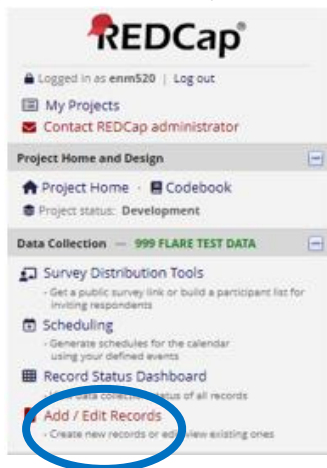 REDCap®
Logged in as enm520 | Log out
My Projects
Contact REDCap administrator
Project Home and Design
Project Home · Codebook
Project status: Development
Data Collection — 999 FLARE TEST DATA
Survey Distribution Tools
- Get a public survey link or build a participant list for
inviting respondents
Scheduling
- Generate schedules for the calendar
using your defined events
Record Status Dashboard
data collection status of all records
Add / Edit Records
- Create new records or edit/view existing ones